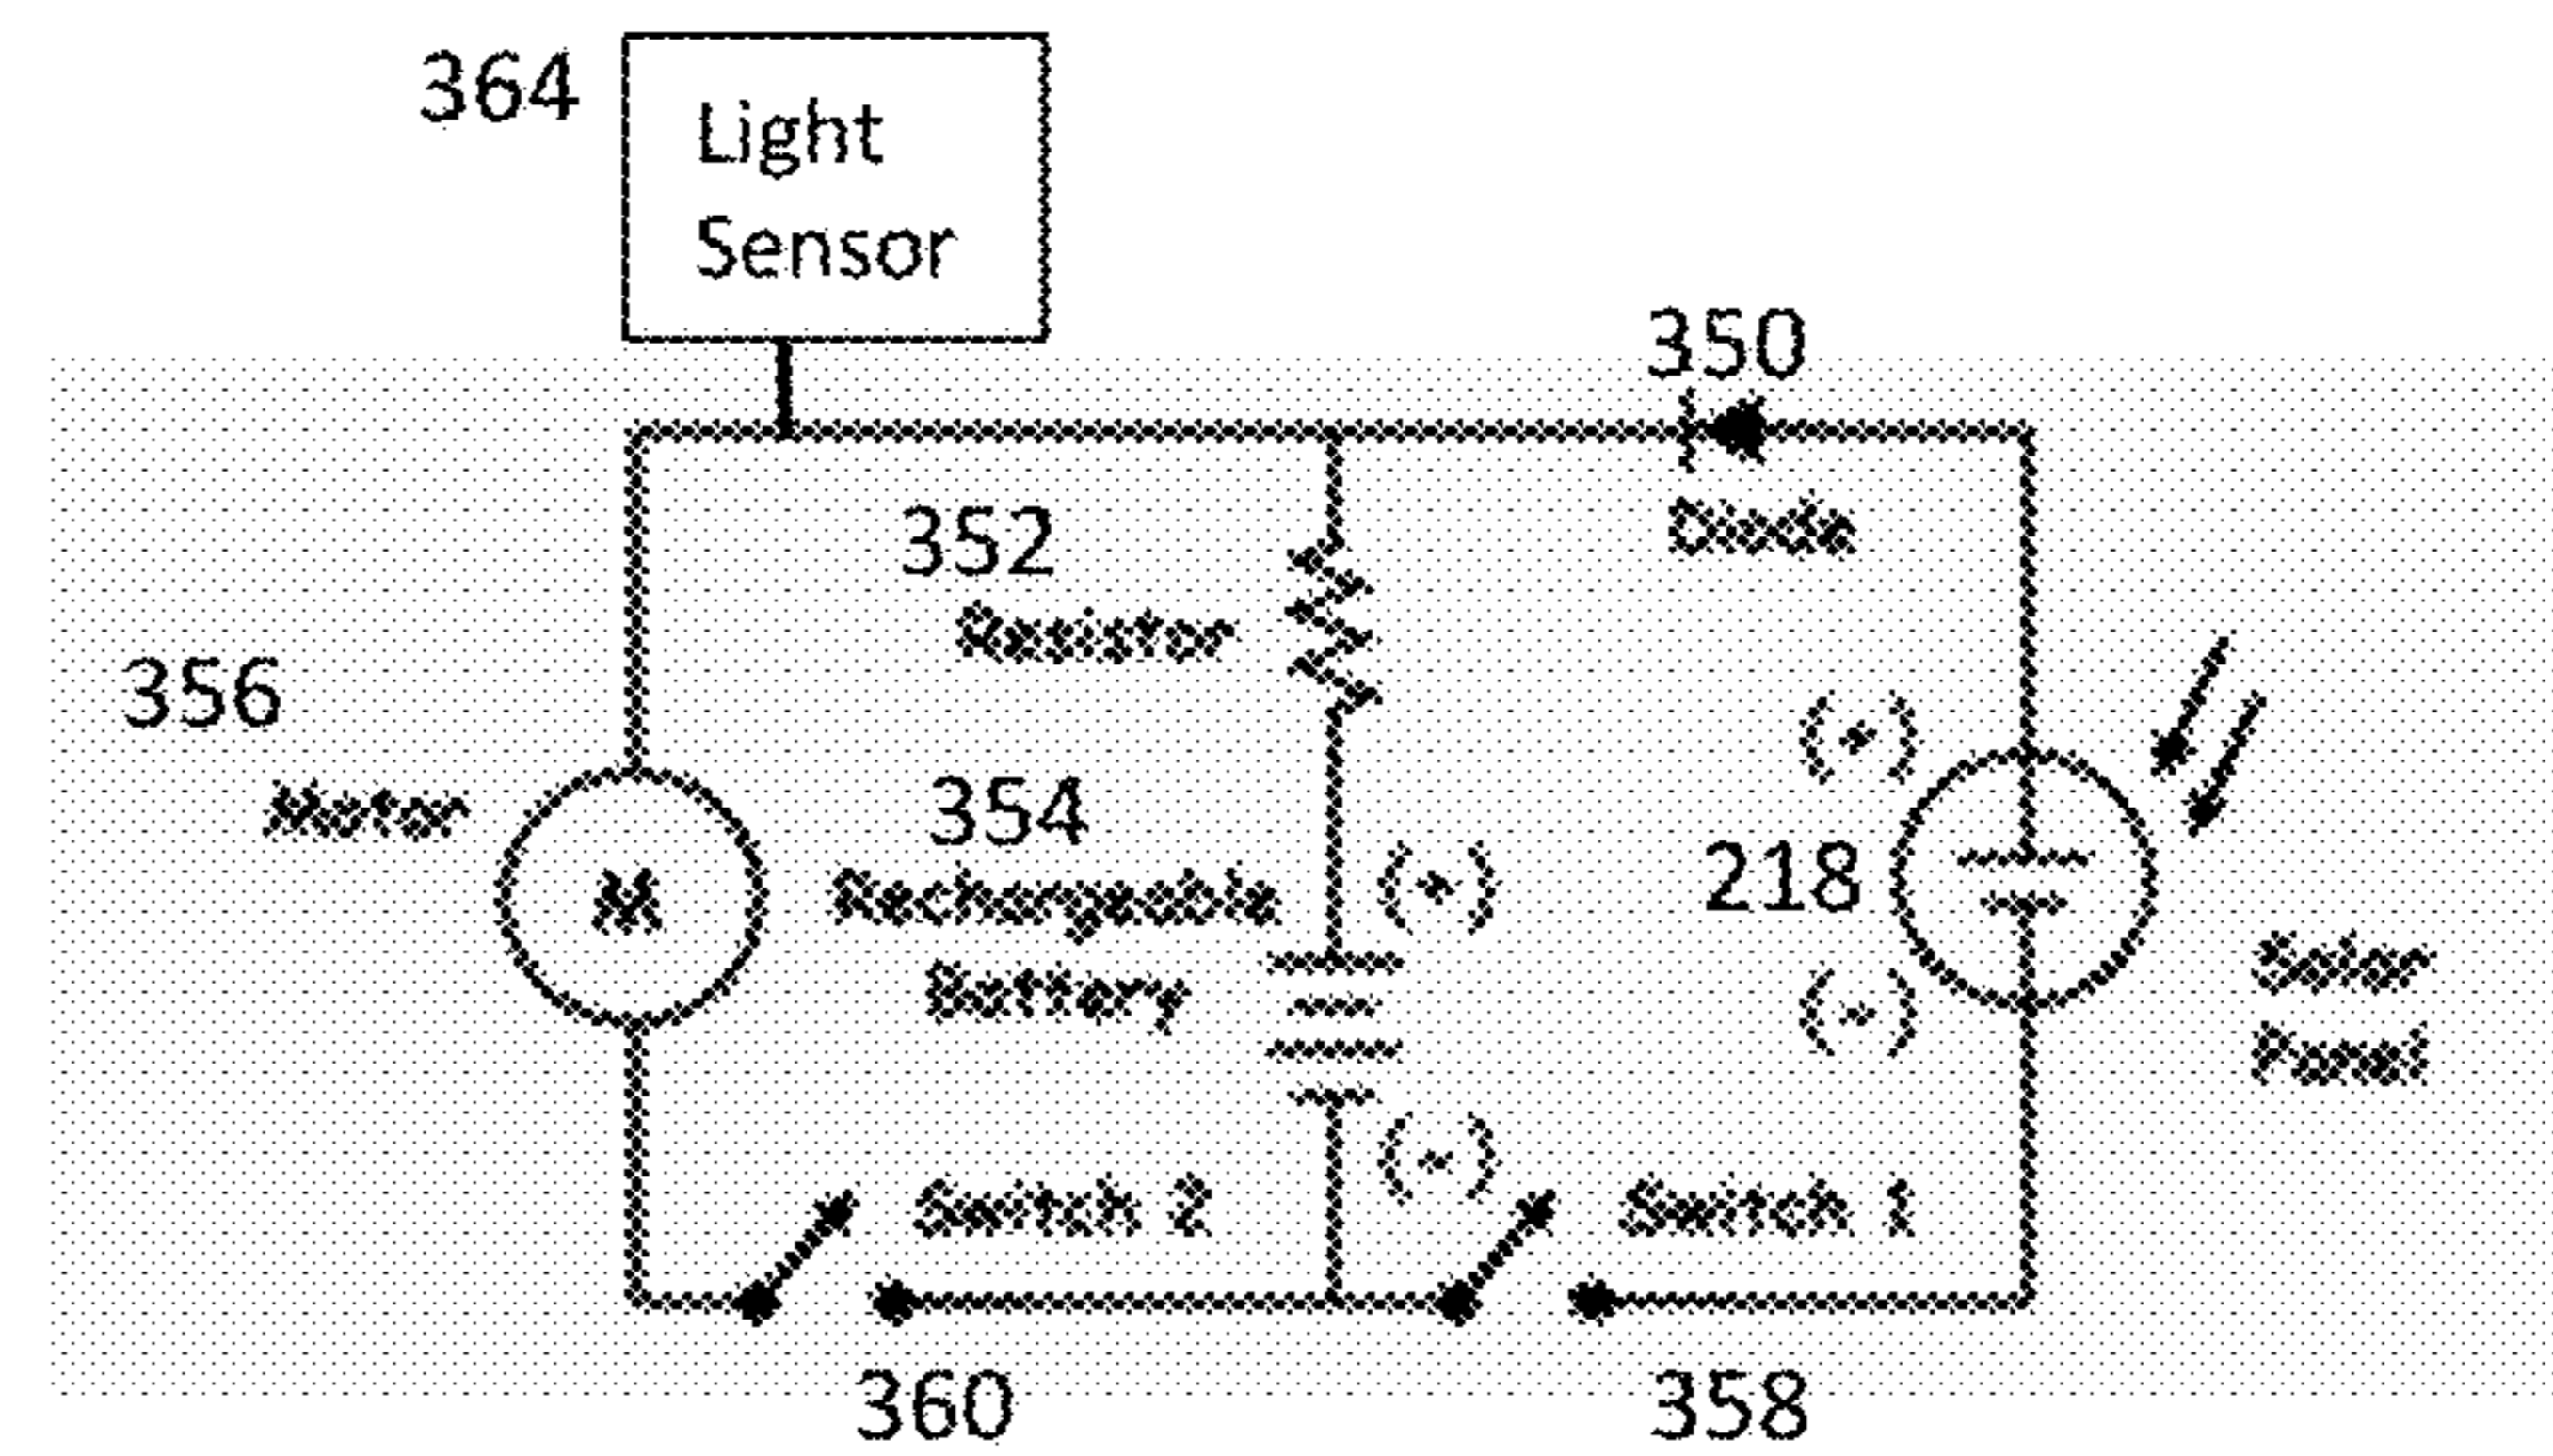 364
Light
Sensor
350
Diode
352
Resistor
356
Motor
M
354
Rechargeable
Battery
(+)
(-)
(+)
218
(-)
Solar
Panel
Switch 2
Switch 1
360
358